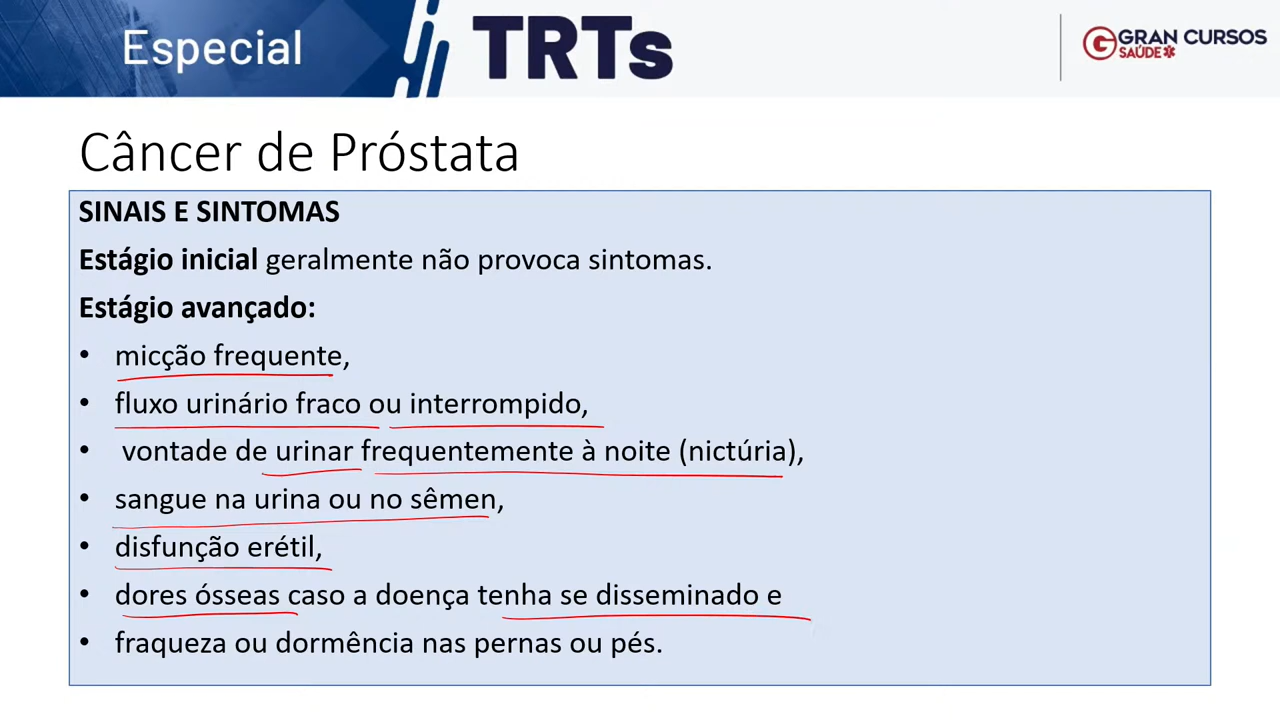 Especial
TRTs
GRAN CURSOS
SAÚDE
Câncer de Próstata
SINAIS E SINTOMAS
Estágio inicial geralmente não provoca sintomas.
Estágio avançado:
• micção frequente,
• fluxo urinário fraco ou interrompido,
• vontade de urinar frequentemente à noite (nictúria),
• sangue na urina ou no sêmen,
• disfunção erétil,
• dores ósseas caso a doença tenha se disseminado e
• fraqueza ou dormência nas pernas ou pés.